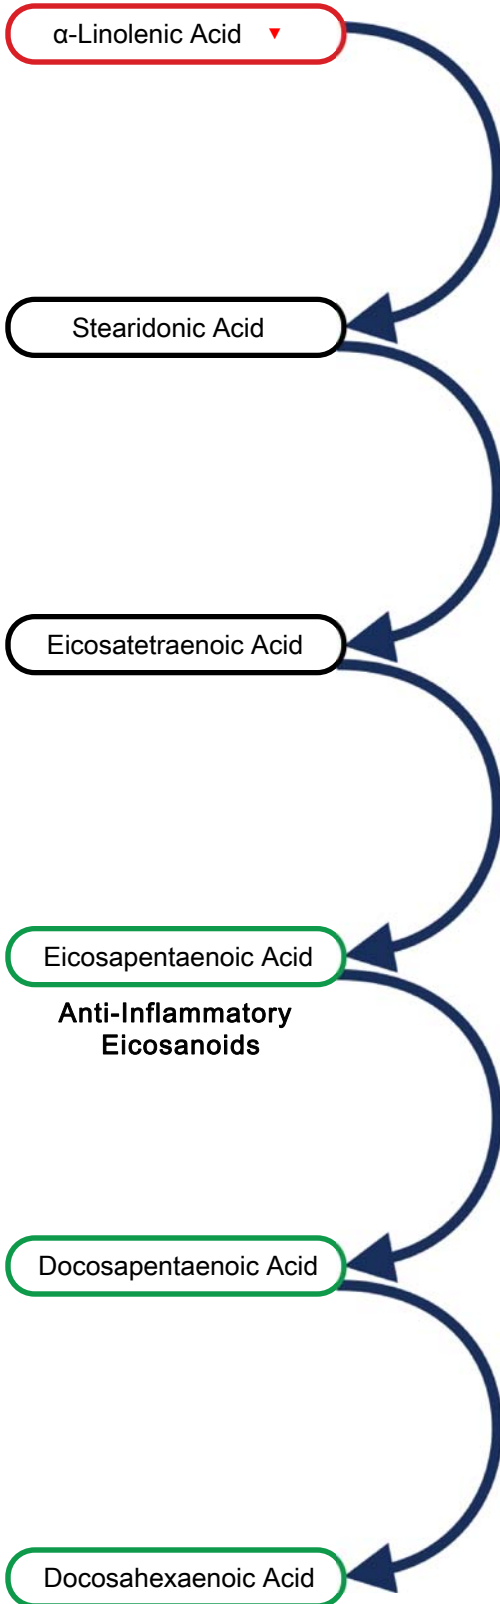 α-Linolenic Acid ▼
Stearidonic Acid
Eicosatetraenoic Acid
Eicosapentaenoic Acid
Anti-Inflammatory
Eicosanoids
Docosapentaenoic Acid
Docosahexaenoic Acid